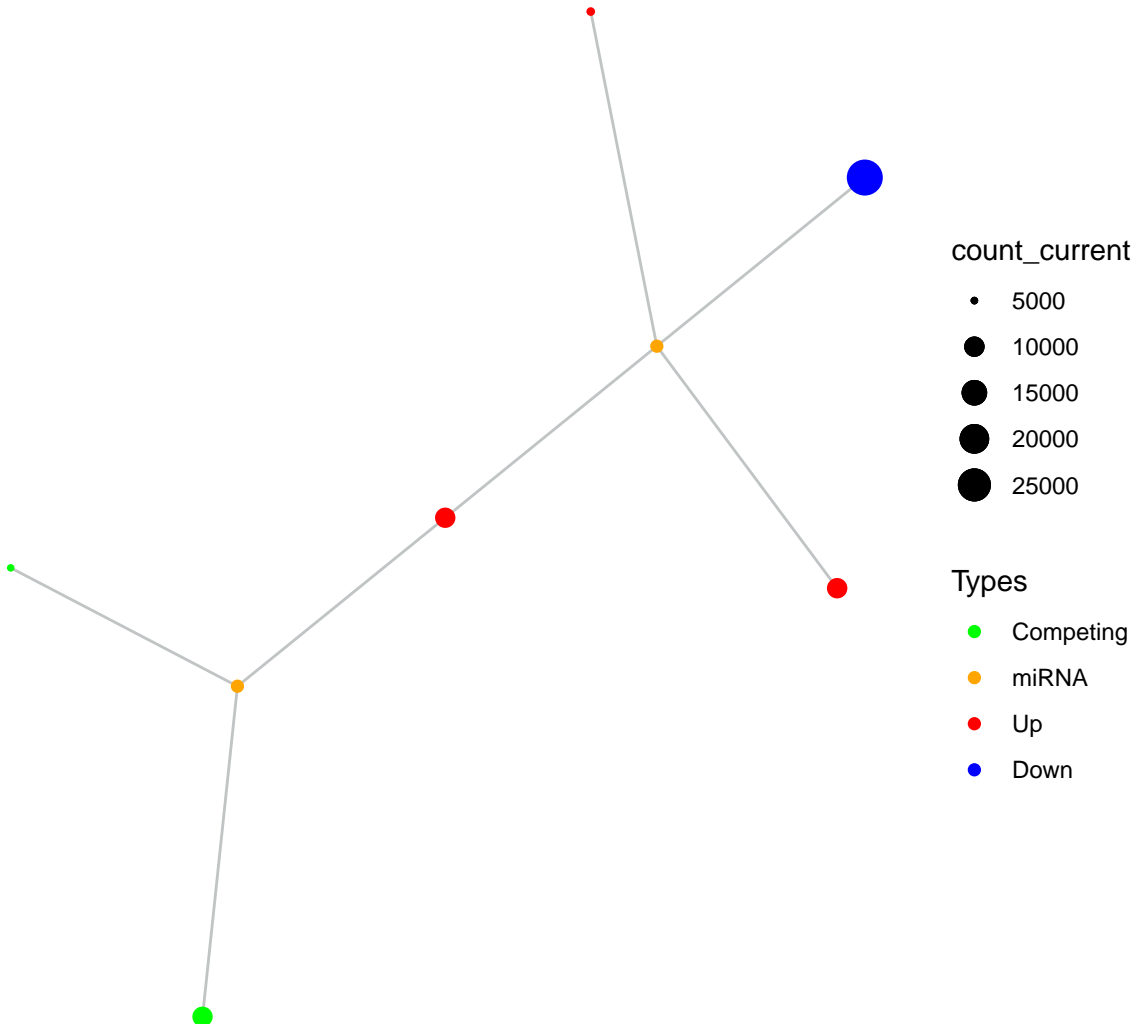 count_current
5000
10000
15000
20000
25000
Types
Competing
miRNA
Up
Down